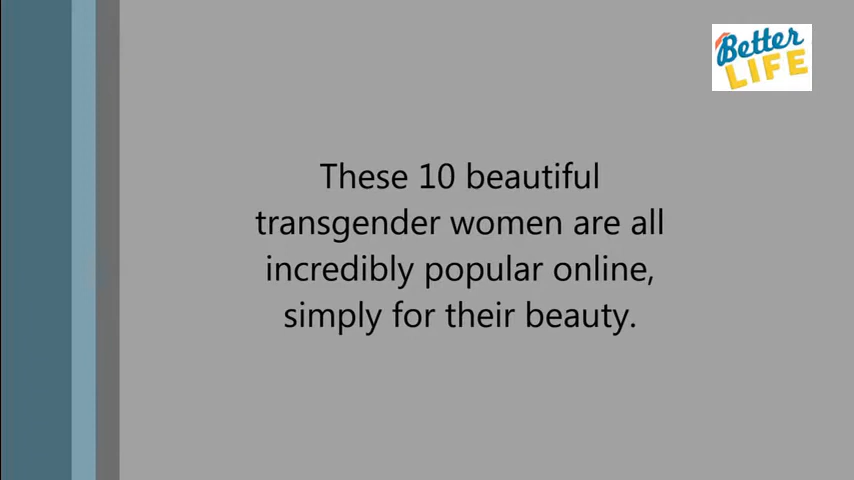 Better
LIFE
These 10 beautiful
transgender women are all
incredibly popular online,
simply for their beauty.